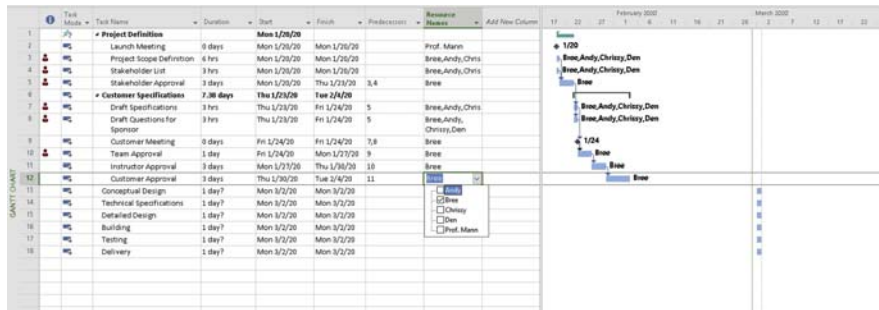 Task Mode Task Name Duration Start Finish Predecessors Resource Names Add New Column
1 Project Definition Mon 1/20/20
2 Launch Meeting 0 days Mon 1/20/20 Mon 1/20/20 Prof. Mann
3 Project Scope Definition 6 hrs Mon 1/20/20 Mon 1/20/20 Bree,Andy,Chris
4 Stakeholder List 3 hrs Mon 1/20/20 Mon 1/20/20 Bree,Andy,Chris
5 Stakeholder Approval 3 days Mon 1/20/20 Thu 1/23/20 3,4 Bree
6 Customer Specifications 7.38 days Thu 1/23/20 Tue 2/4/20
7 Draft Specifications 3 hrs Thu 1/23/20 Fri 1/24/20 5 Bree,Andy,Chris
8 Draft Questions for Sponsor 3 hrs Thu 1/23/20 Fri 1/24/20 5 Bree,Andy, Chrissy,Den
9 Customer Meeting 0 days Fri 1/24/20 Fri 1/24/20 7,8 Bree
10 Team Approval 1 day Fri 1/24/20 Mon 1/27/20 9 Bree
11 Instructor Approval 3 days Mon 1/27/20 Thu 1/30/20 10 Bree
12 Customer Approval 3 days Thu 1/30/20 Tue 2/4/20 11 Bree
13 Conceptual Design 1 day? Mon 3/2/20 Mon 3/2/20
14 Technical Specifications 1 day? Mon 3/2/20 Mon 3/2/20
15 Detailed Design 1 day? Mon 3/2/20 Mon 3/2/20
16 Building 1 day? Mon 3/2/20 Mon 3/2/20
17 Testing 1 day? Mon 3/2/20 Mon 3/2/20
18 Delivery 1 day? Mon 3/2/20 Mon 3/2/20
Andy
Bree
Chrissy
Den
Prof. Mann
GANTT CHART
February 2020 March 2020
17 22 27 1 6 11 16 21 26 2 7 12 17
1/20
Bree,Andy,Chrissy,Den
Bree,Andy,Chrissy,Den
Bree
Bree,Andy,Chrissy,Den
Bree,Andy,Chrissy,Den
1/24
Bree
Bree
Bree